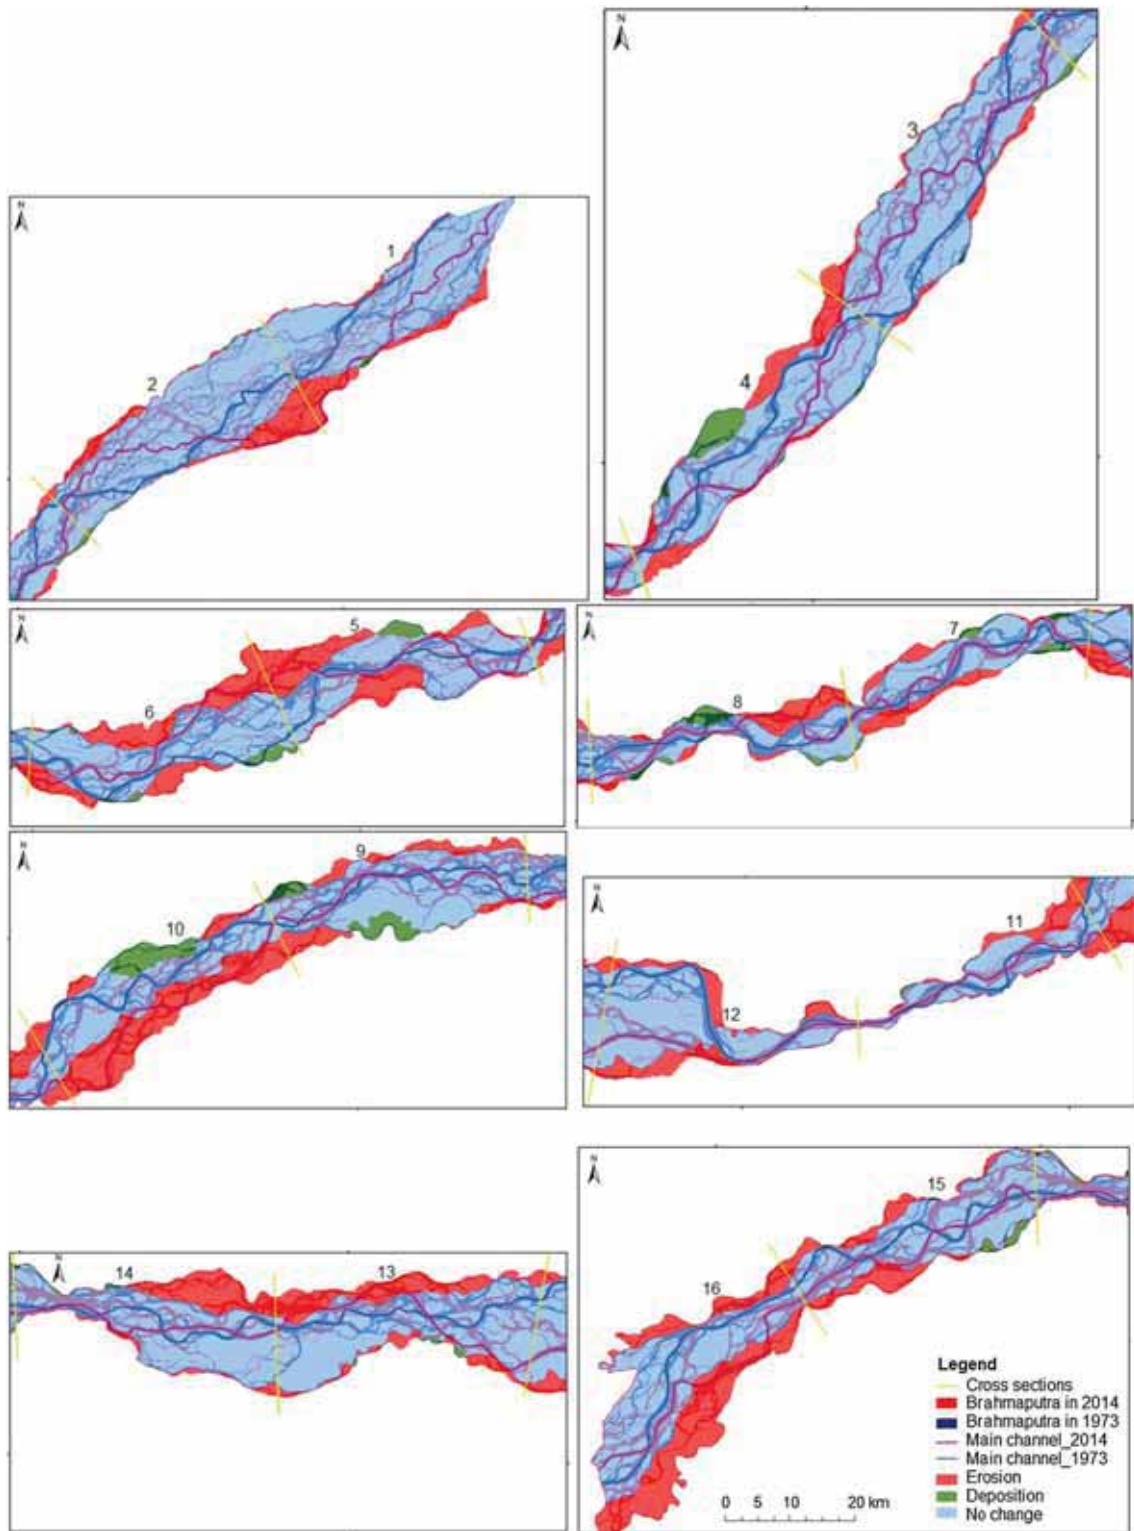 N
N
3
1
2
4
N
N
5
7
6
8
N
9
10
N
11
12
N
15
N
14
13
16
Legend
Cross sections
Brahmaputra in 2014
Brahmaputra in 1973
Main channel_2014
Main channel_1973
Erosion
Deposition
No change
0 5 10 20 km